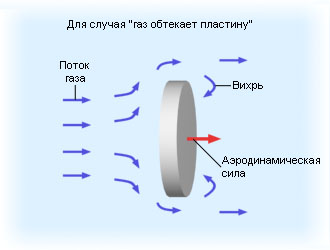 Для случая "газ обтекает пластину"
Поток
газа
Вихрь
Аэродинамическая
сила